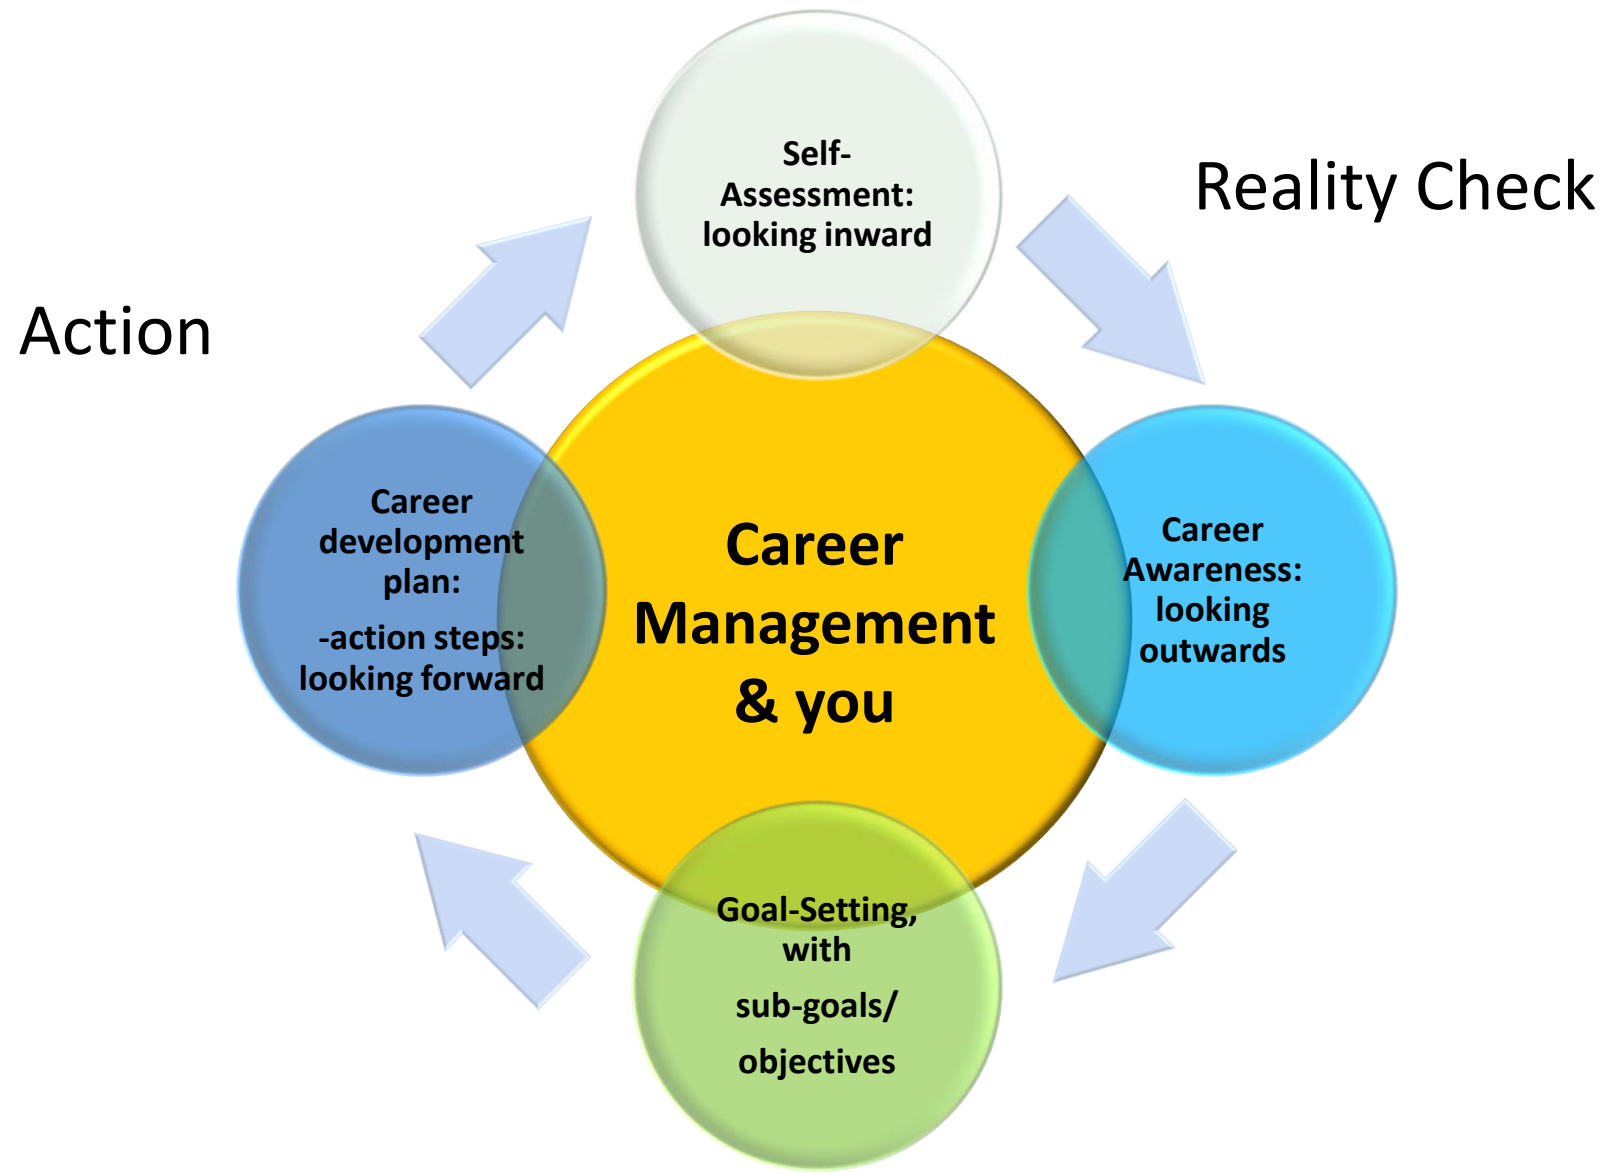 Self-
Assessment:
looking inward
Reality Check
Action
Career
development
plan:
-action steps:
looking forward
Career
Management
& you
Career
Awareness:
looking
outwards
Goal-Setting,
with
sub-goals/
objectives